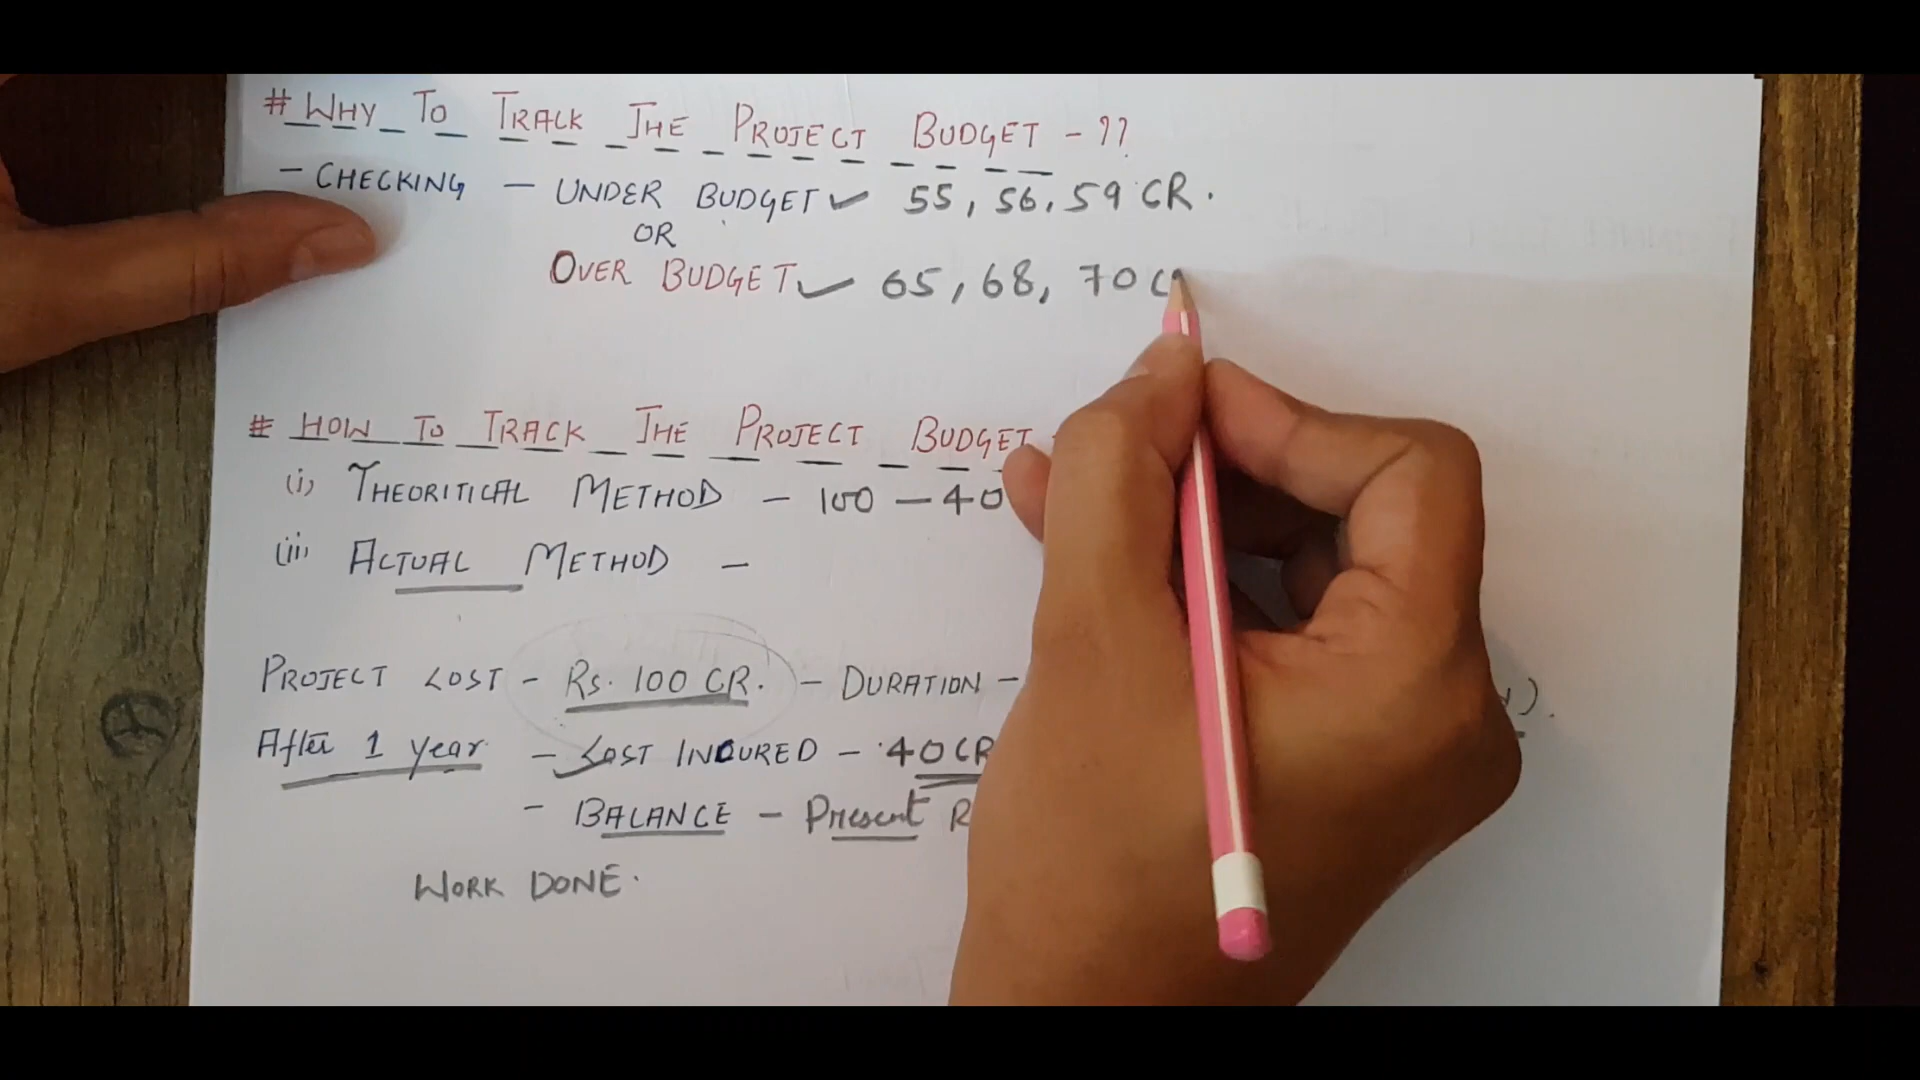 # WHY TO TRACK THE PROJECT BUDGET - ??
- CHECKING - UNDER BUDGET ✓ 55, 56, 59 CR.
OR
OVER BUDGET ✓ 65, 68, 70 C
# HOW TO TRACK THE PROJECT BUDGET
(i) THEORITICAL METHOD - 100 - 40
(ii) ACTUAL METHOD -
PROJECT COST - Rs. 100 CR. - DURATION - ).
After 1 year - COST INCURED - 40 CR
- BALANCE - Present R
WORK DONE.